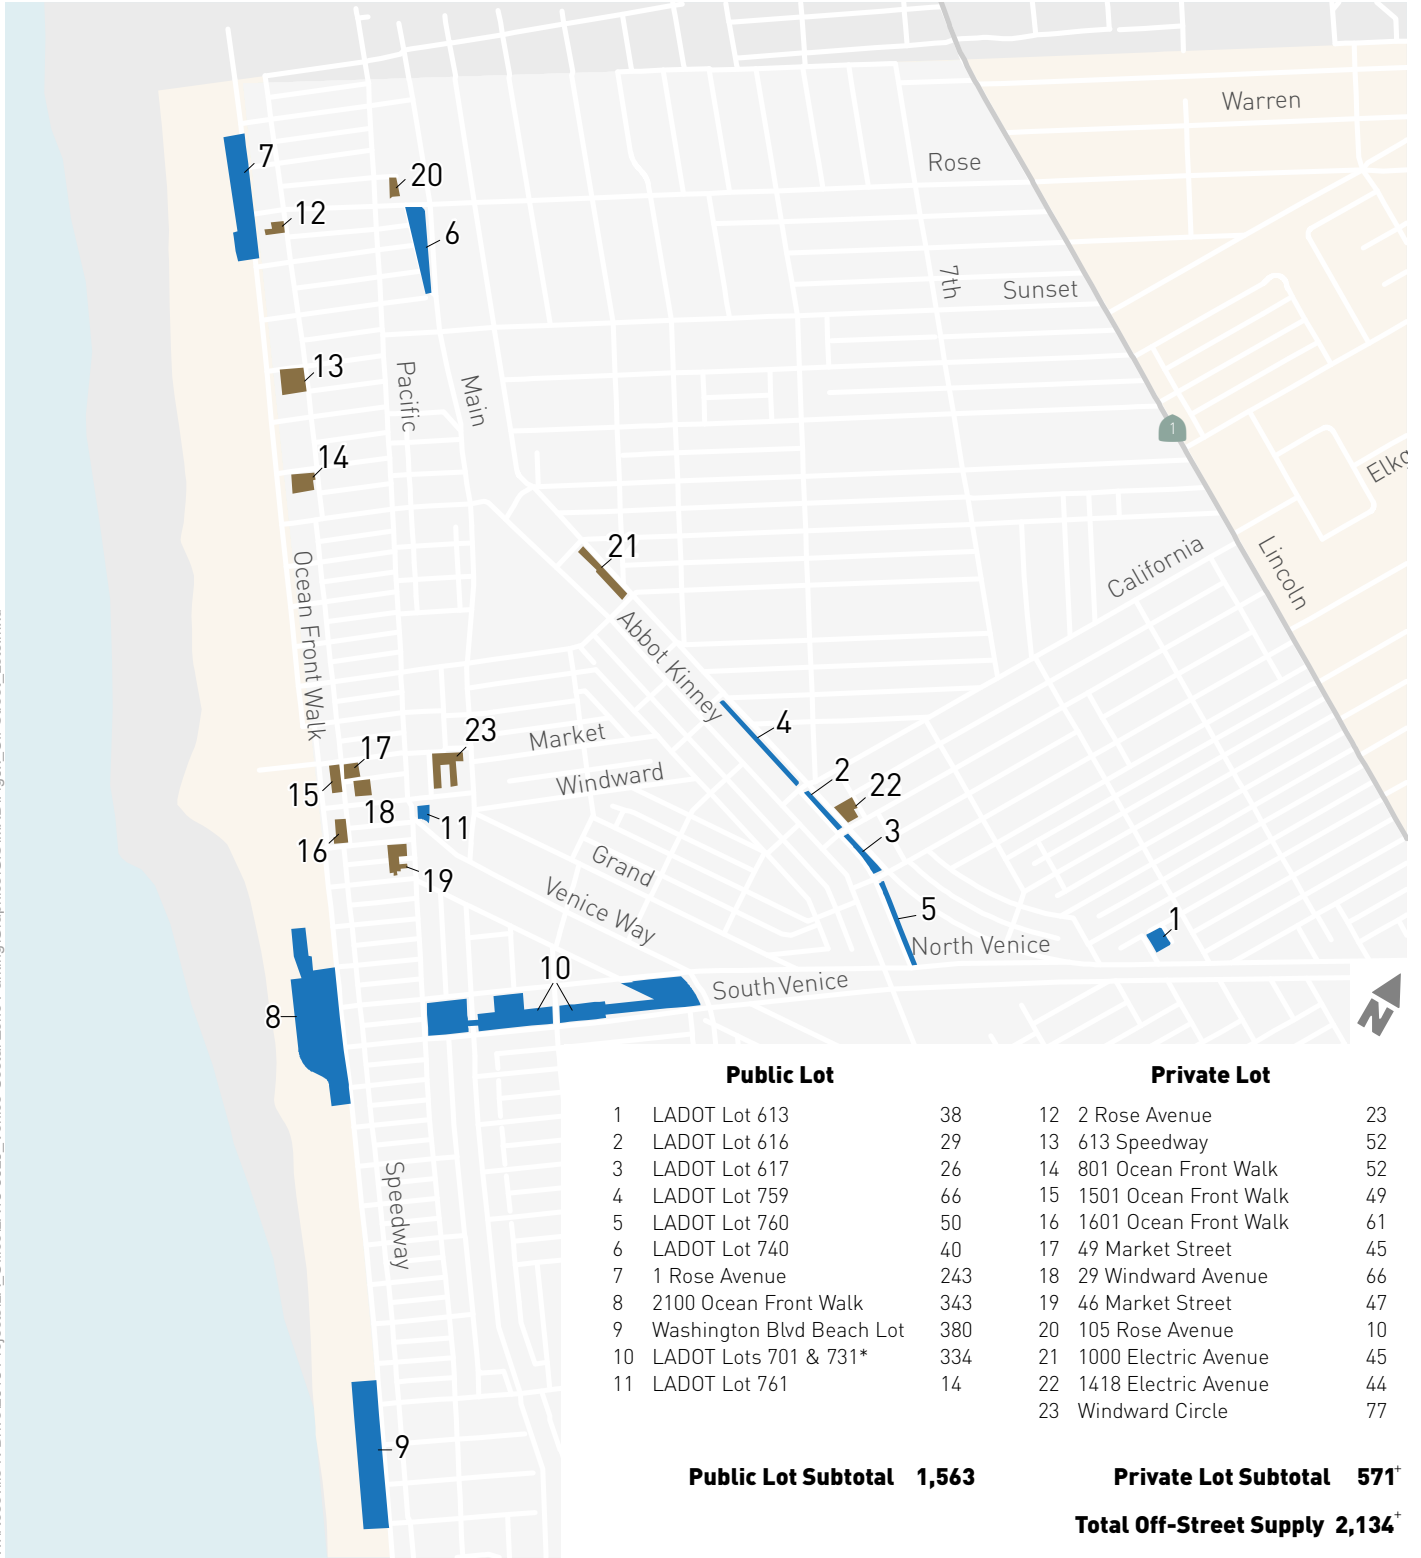 Warren
Rose
7
20
12
6
7th
Sunset
13
Pacific
Main
1
14
Ocean Front Walk
21
California
Lincoln
Abbot Kinney
4
23
Market
17
Windward
2
22
15
18
11
3
16
Grand
19
Venice Way
5
1
North Venice
10
South Venice
8
N
Speedway
9
Public Lot
1 LADOT Lot 613 38
2 LADOT Lot 616 29
3 LADOT Lot 617 26
4 LADOT Lot 759 66
5 LADOT Lot 760 50
6 LADOT Lot 740 40
7 1 Rose Avenue 243
8 2100 Ocean Front Walk 343
9 Washington Blvd Beach Lot 380
10 LADOT Lots 701 & 731* 334
11 LADOT Lot 761 14
Public Lot Subtotal 1,563
Private Lot
12 2 Rose Avenue 23
13 613 Speedway 52
14 801 Ocean Front Walk 52
15 1501 Ocean Front Walk 49
16 1601 Ocean Front Walk 61
17 49 Market Street 45
18 29 Windward Avenue 66
19 46 Market Street 47
20 105 Rose Avenue 10
21 1000 Electric Avenue 45
22 1418 Electric Avenue 44
23 Windward Circle 77
Private Lot Subtotal 571+
Total Off-Street Supply 2,134+